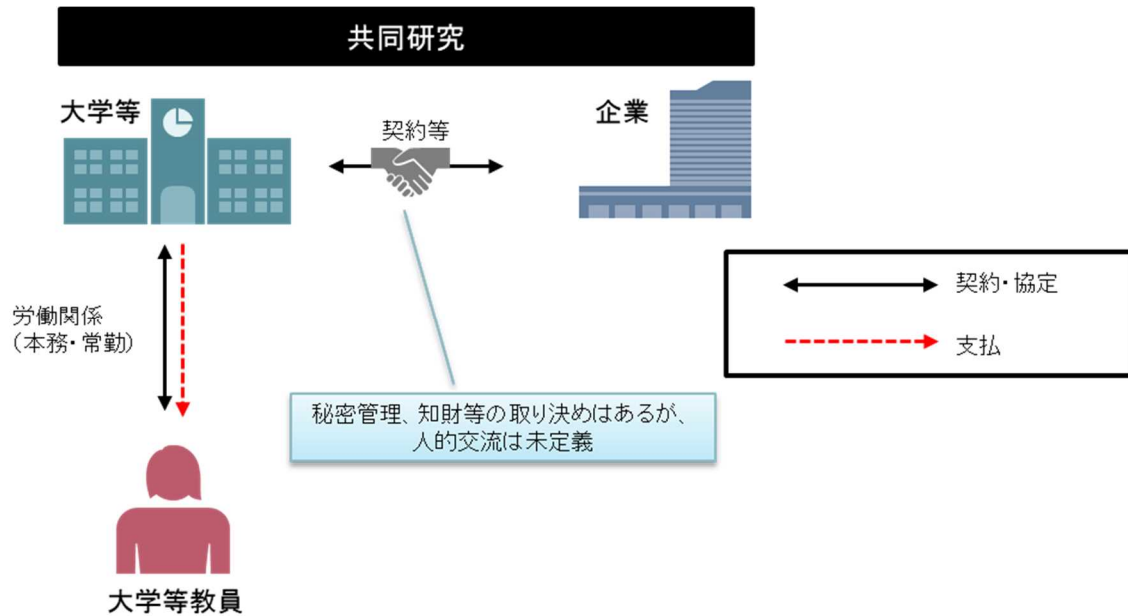 共同研究
大学等
企業
契約等
契約・協定
支払
労働関係
(本務・常勤)
秘密管理、知財等の取り決めはあるが、
人的交流は未定義
大学等教員